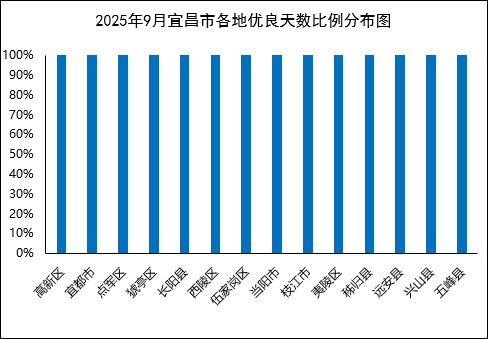 2025年9月宜昌市各地优良天数比例分布图
100%
90%
80%
70%
60%
50%
40%
30%
20%
10%
0%
高新区
宜都市
点军区
猇亭区
长阳县
西陵区
伍家岗区
当阳市
枝江市
夷陵区
秭归县
远安县
兴山县
五峰县